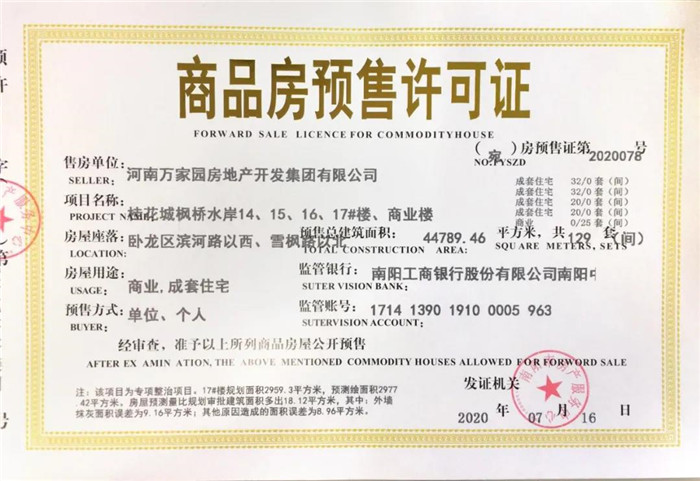 商品房预售许可证
FORWARD SALE LICENCE FOR COMMODITYHOUSE
(宛)房预售证第2020078号
NO:FYSZD
售房单位:河南万家园房地产开发集团有限公司
SELLER:
成套住宅 32/0 套(间)
成套住宅 32/0 套(间)
成套住宅 20/0 套(间)
成套住宅 20/0 套(间)
商业 0/25 套(间)
项目名称:桂花城枫桥水岸14、15、16、17#楼、商业楼
PROJECT NAME:
房屋座落:卧龙区滨河路以西、雪枫路以北
LOCATION:
预售总建筑面积:44789.46 平方米,共129套(间)
TOTAL CONSTRUCTION AREA: SQUARE METERS, SETS
房屋用途:商业,成套住宅
USAGE:
监管银行:南阳工商银行股份有限公司南阳中
SUTER VISION BANK:
预售方式:单位、个人
BUYER:
监管账号:1714 1390 1910 0005 963
SUTERVISION ACCOUNT:
经审查,准予以上所列商品房屋公开预售
AFTER EX AMIN ATION, THE ABOVE MENTIONED COMMODITY HOUSES ALLOWED FOR FORWORD SALE
注:该项目为专项整治项目。17#楼规划面积2959.3平方米,预测绘面积2977
.42平方米。房屋预测量比规划审批建筑面积多出18.12平方米,其中:外墙
抹灰面积误差为9.16平方米;其他原因造成的面积误差为8.96平方米。
发证机关
2020 年 07 月 16 日